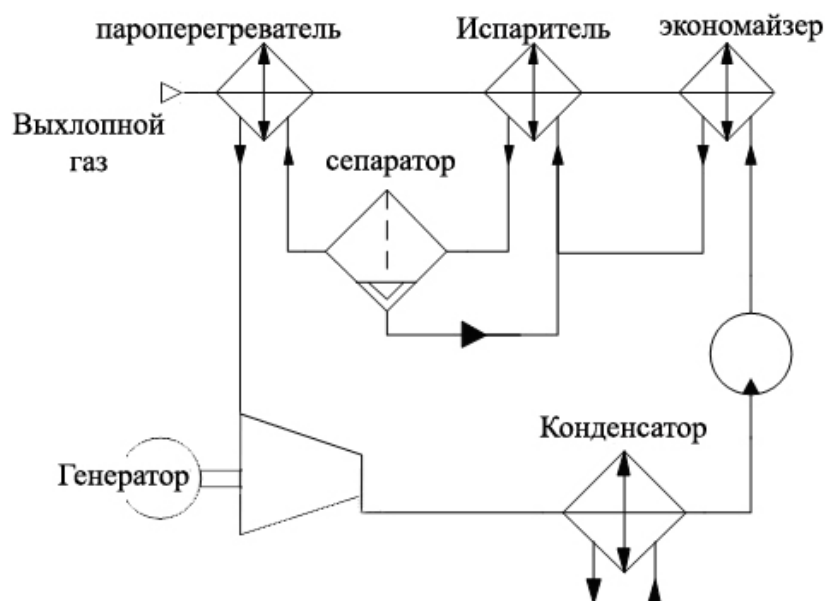 пароперегреватель
Испаритель
экономайзер
Выхлопной
газ
сепаратор
Конденсатор
Генератор